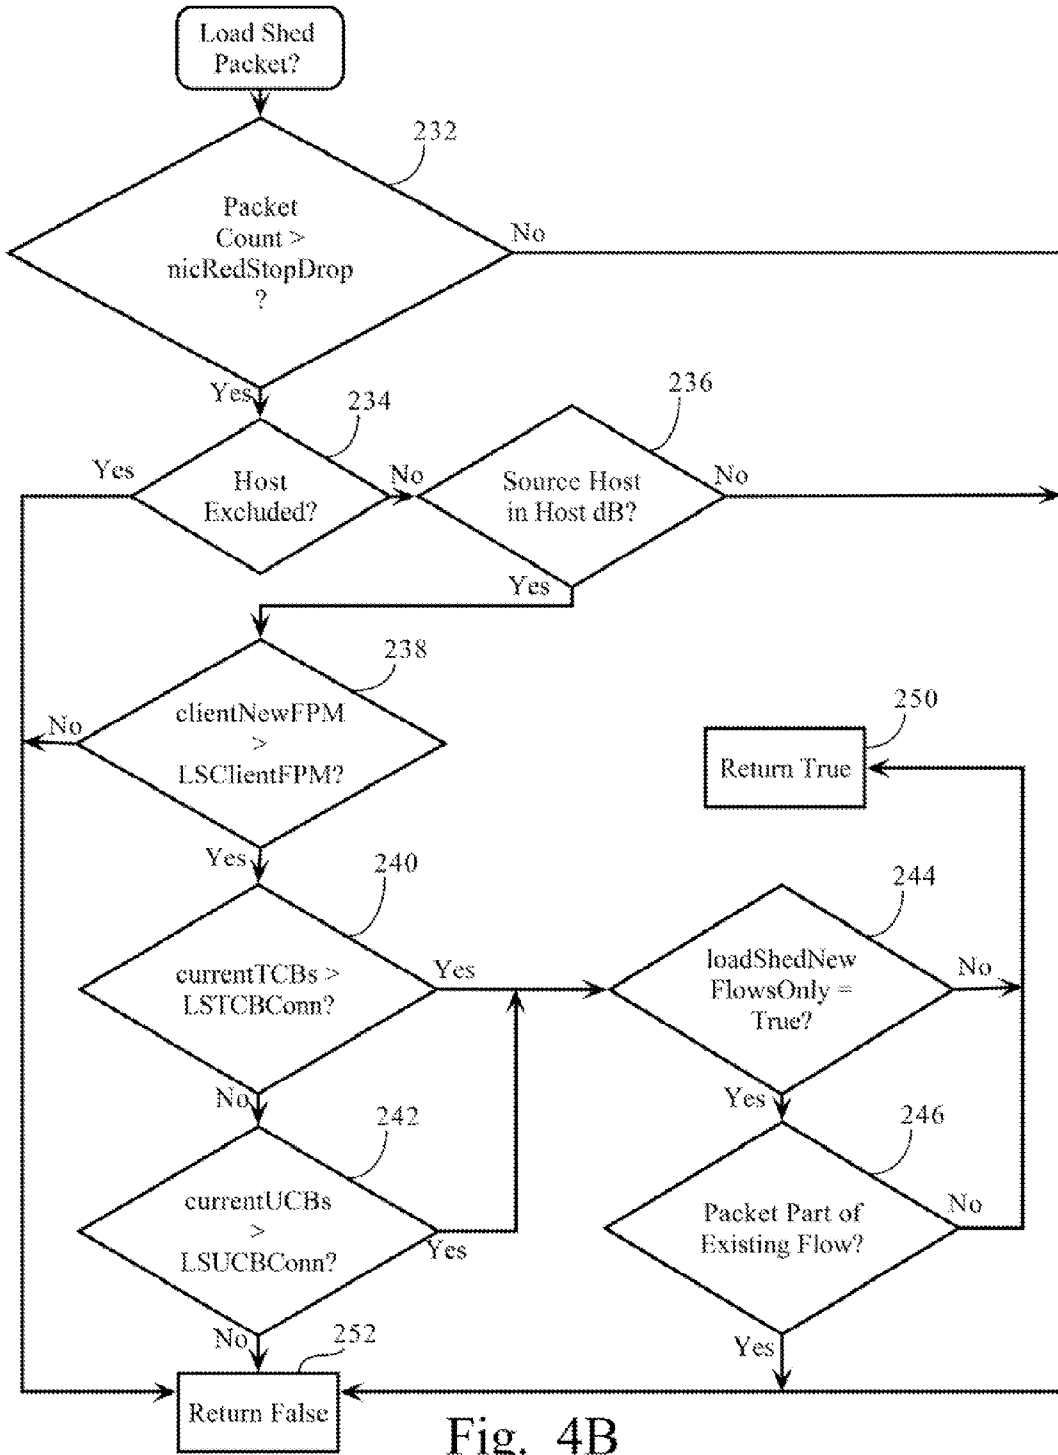 Load Shed
Packet?
232
Packet
Count >
nicRedStopDrop
?
No
Yes
234
236
Yes
Host
Excluded?
No
Source Host
in Host dB?
No
Yes
238
clientNewFPM
>
LSClientFPM?
No
Yes
250
Return True
240
currentTCBs >
LSTCBConn?
Yes
No
244
loadShedNew
FlowsOnly =
True?
No
Yes
242
currentUCBs
>
LSUCBConn?
Yes
No
246
Packet Part of
Existing Flow?
No
Yes
252
Return False
Fig. 4B